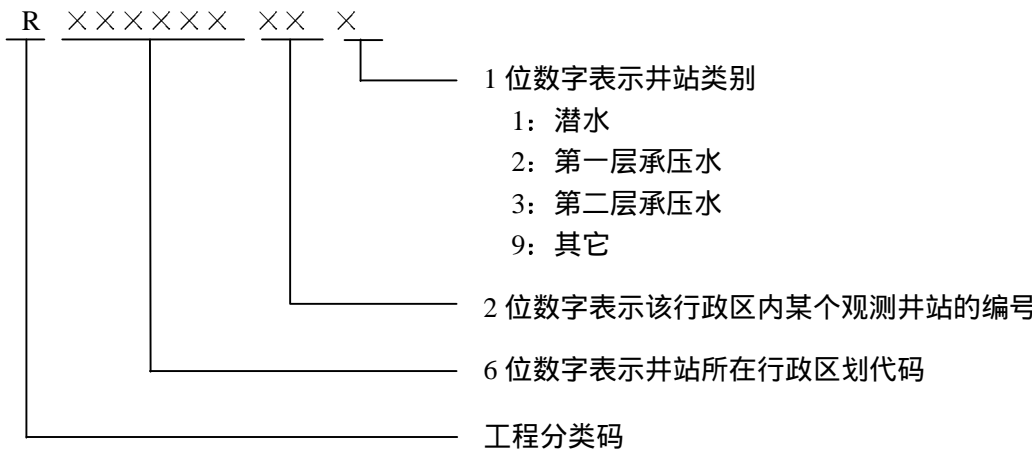 R ×××××× ×× ×
1 位数字表示井站类别
1：潜水
2：第一层承压水
3：第二层承压水
9：其它
2 位数字表示该行政区内某个观测井站的编号
6 位数字表示井站所在行政区划代码
工程分类码